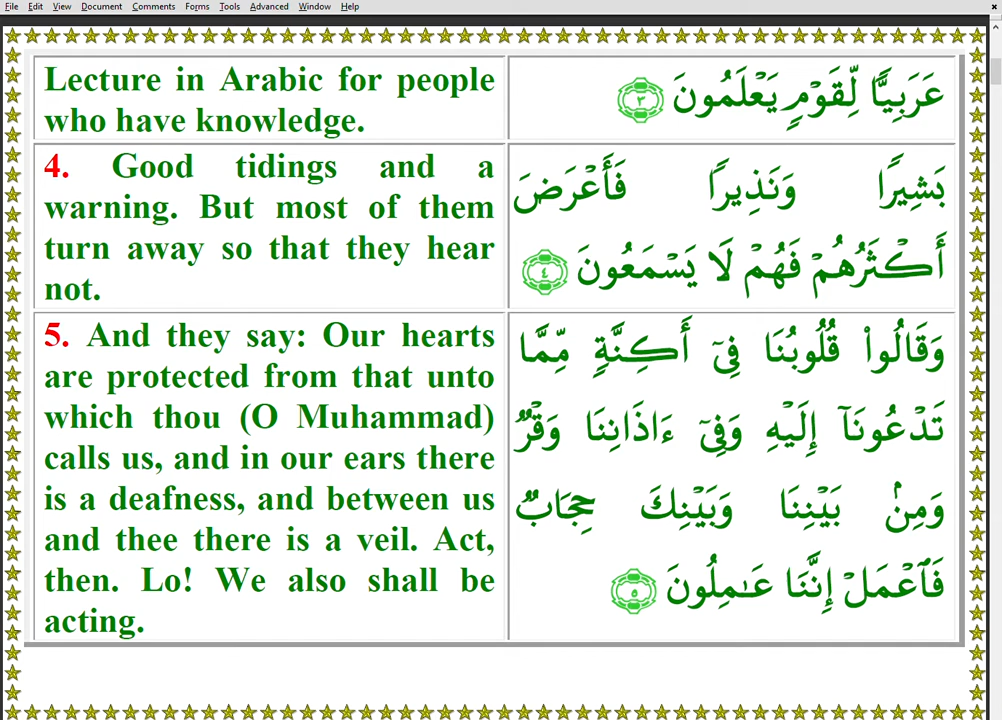 File Edit View Document Comments Forms Tools Advanced Window Help
Lecture in Arabic for people
who have knowledge.
عَرَبِيًّا لِّقَوْمٍ يَعْلَمُونَ ٣
4. Good tidings and a
warning. But most of them
turn away so that they hear
not.
بَشِيرًا وَنَذِيرًا فَأَعْرَضَ
أَكْثَرُهُمْ فَهُمْ لَا يَسْمَعُونَ ٤
5. And they say: Our hearts
are protected from that unto
which thou (O Muhammad)
calls us, and in our ears there
is a deafness, and between us
and thee there is a veil. Act,
then. Lo! We also shall be
acting.
وَقَالُوا۟ قُلُوبُنَا فِىٓ أَكِنَّةٍ مِّمَّا
تَدْعُونَآ إِلَيْهِ وَفِىٓ ءَاذَانِنَا وَقْرٌ
وَمِنۢ بَيْنِنَا وَبَيْنِكَ حِجَابٌ
فَٱعْمَلْ إِنَّنَا عَـٰمِلُونَ ٥